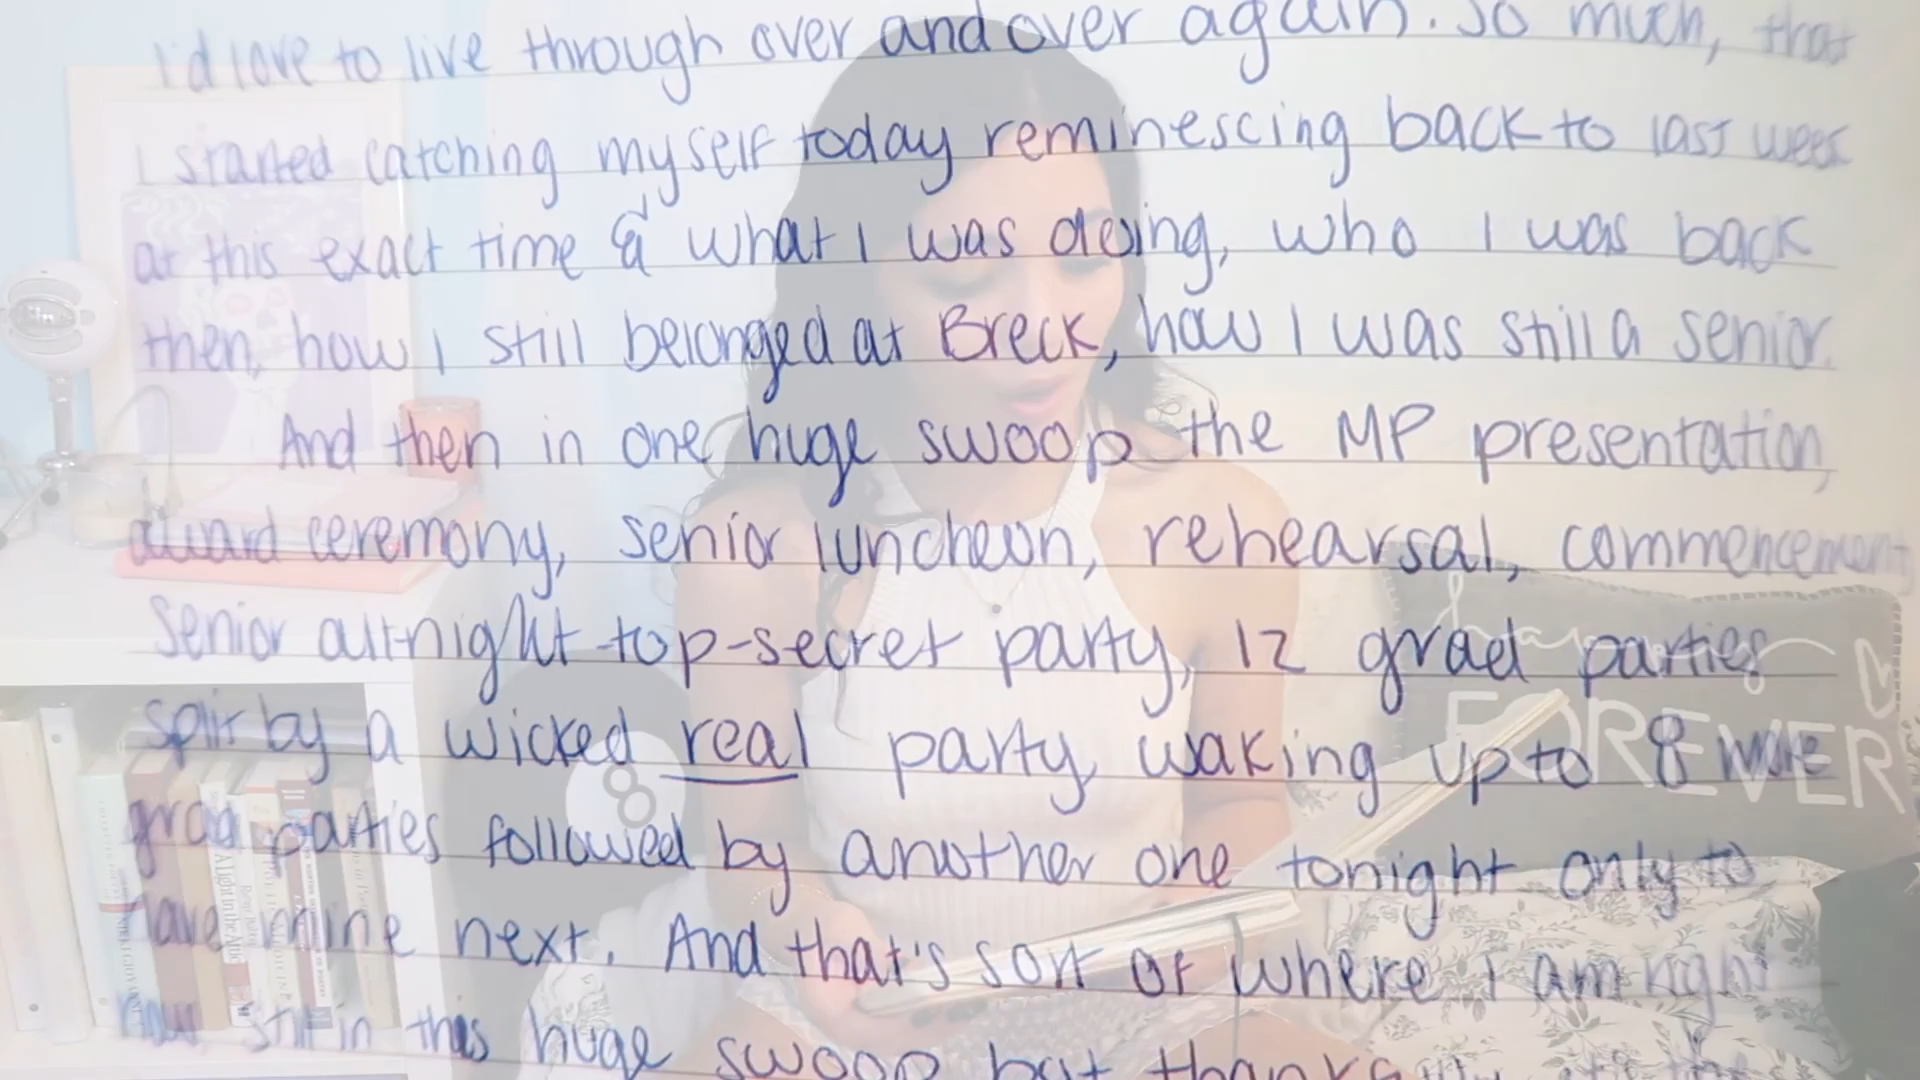 I'd love to live through over and over again. So much, that
I started catching myself today reminescing back to last week
at this exact time & what I was doing, who I was back
then, how I still belonged at Breck, how I was still a senior.
And then in one huge swoop the MP presentation,
award ceremony, senior luncheon, rehearsal, commencement
senior all-night-top-secret party, 12 grad parties
split by a wicked real party, waking up to 8 more
grad parties followed by another one tonight only to
have mine next. And that's sort of where I am right
now, still in this huge swoop but
FOREVER
8